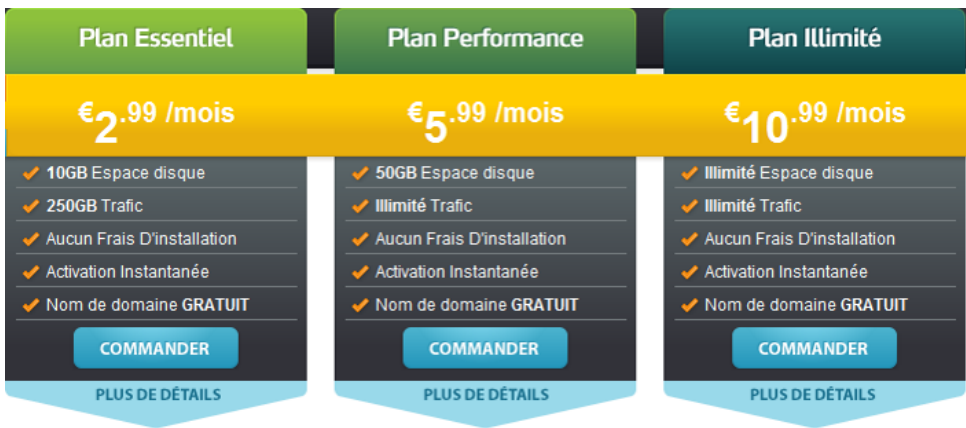 Plan Essentiel
€2.99 /mois
10GB Espace disque
250GB Trafic
Aucun Frais D'installation
Activation Instantanée
Nom de domaine GRATUIT
COMMANDER
PLUS DE DÉTAILS
Plan Performance
€5.99 /mois
50GB Espace disque
Illimité Trafic
Aucun Frais D'installation
Activation Instantanée
Nom de domaine GRATUIT
COMMANDER
PLUS DE DÉTAILS
Plan Illimité
€10.99 /mois
Illimité Espace disque
Illimité Trafic
Aucun Frais D'installation
Activation Instantanée
Nom de domaine GRATUIT
COMMANDER
PLUS DE DÉTAILS